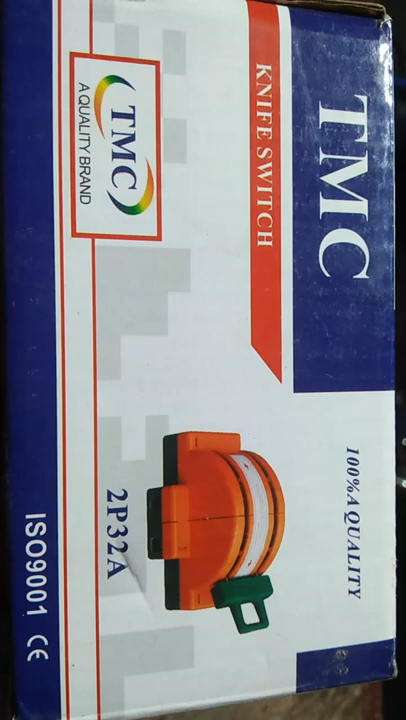 TMC
KNIFE SWITCH
100%A QUALITY
TMC
A QUALITY BRAND
2P32A
ISO9001 CE